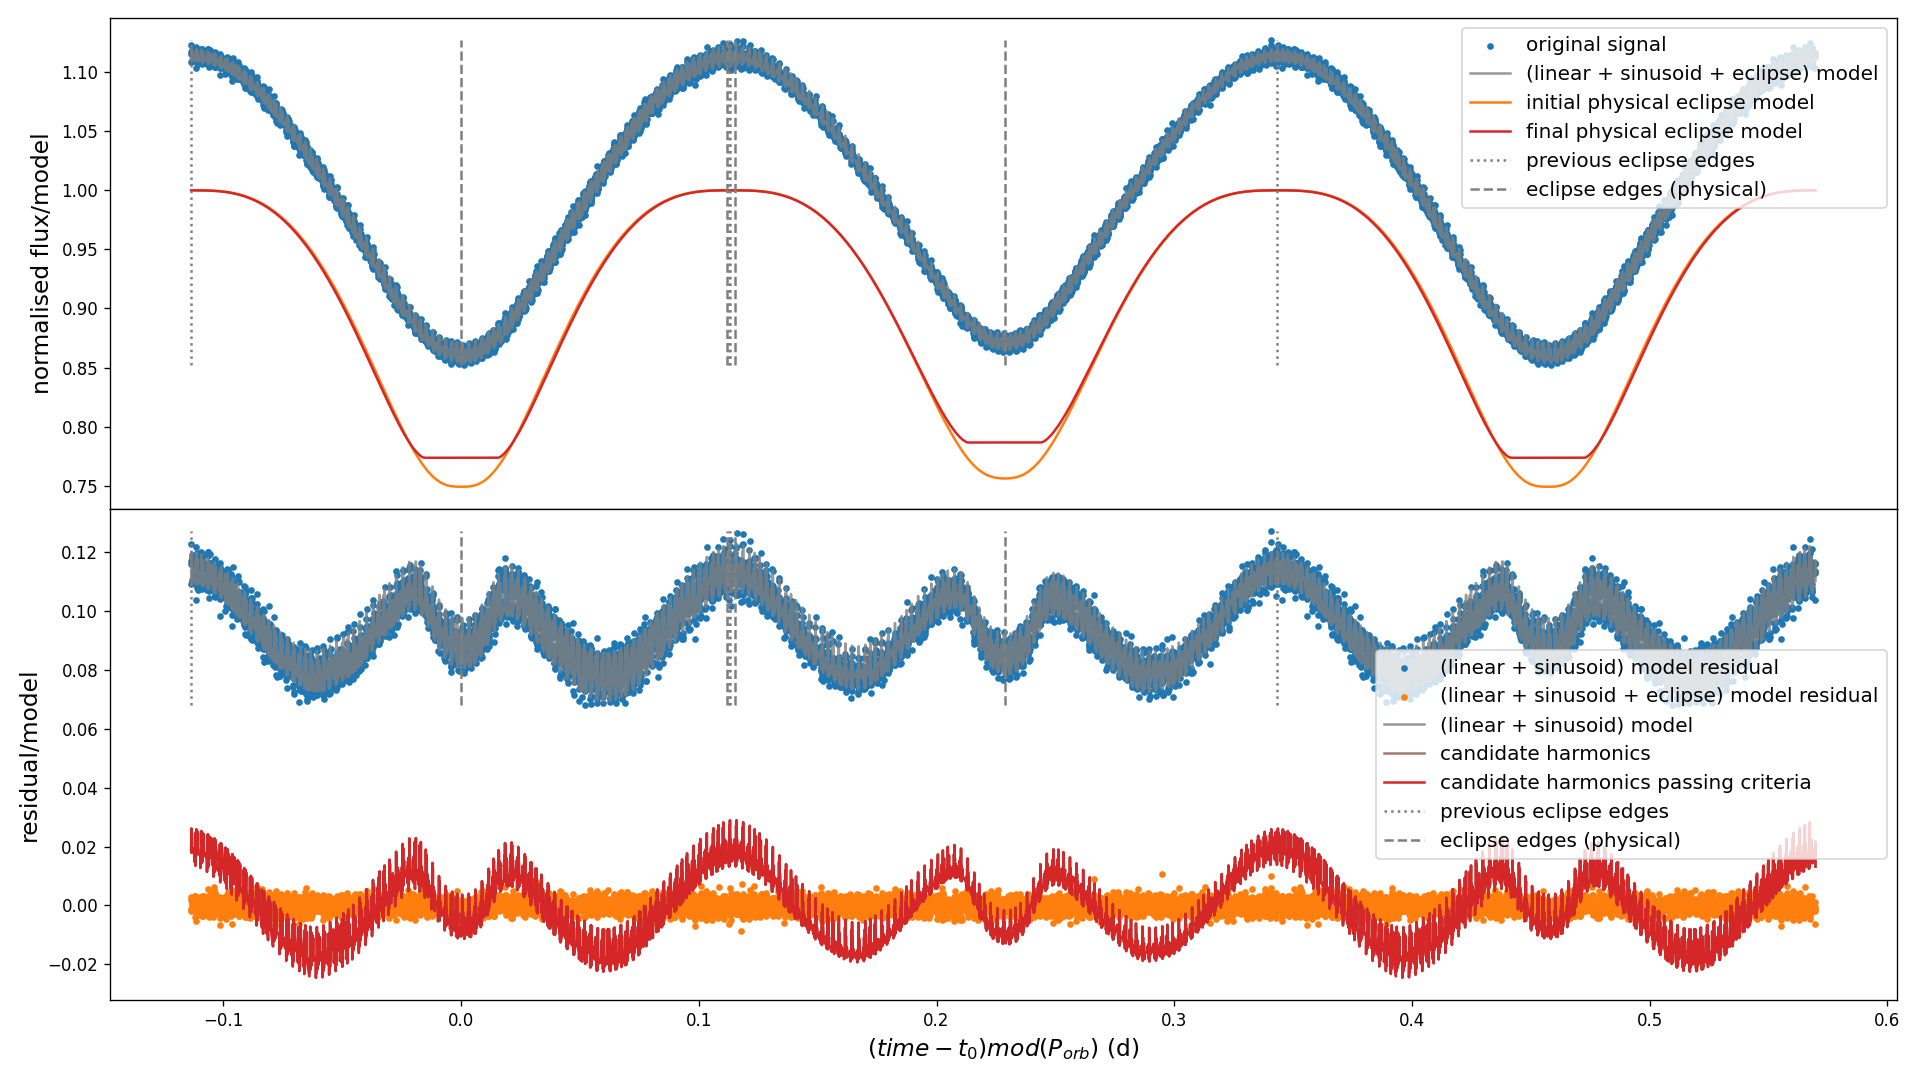 normalised flux/model
1.10
1.05
1.00
0.95
0.90
0.85
0.80
0.75
original signal
(linear + sinusoid + eclipse) model
initial physical eclipse model
final physical eclipse model
previous eclipse edges
eclipse edges (physical)
residual/model
0.12
0.10
0.08
0.06
0.04
0.02
0.00
−0.02
(linear + sinusoid) model residual
(linear + sinusoid + eclipse) model residual
(linear + sinusoid) model
candidate harmonics
candidate harmonics passing criteria
previous eclipse edges
eclipse edges (physical)
−0.1 0.0 0.1 0.2 0.3 0.4 0.5 0.6
(time − t₀)mod(P_orb) (d)